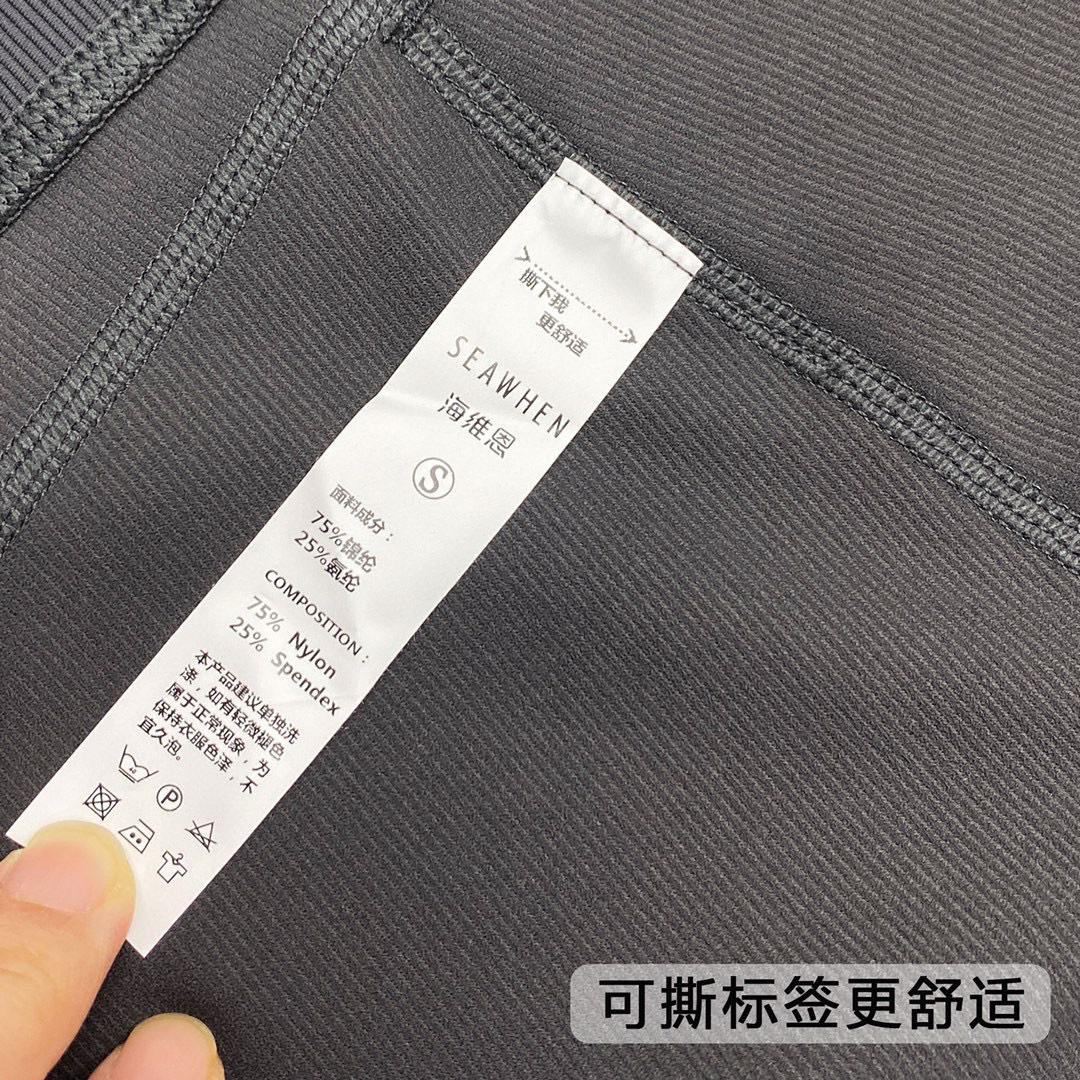 撕下我
更舒适
SEAWHEN
海维恩
S
面料成分：
75%锦纶
25%氨纶
COMPOSITION：
75% Nylon
25% Spendex
本产品建议单独洗
涤，如有轻微褪色
属于正常现象，为
保持衣服色泽，不
宜久泡。
P
可撕标签更舒适